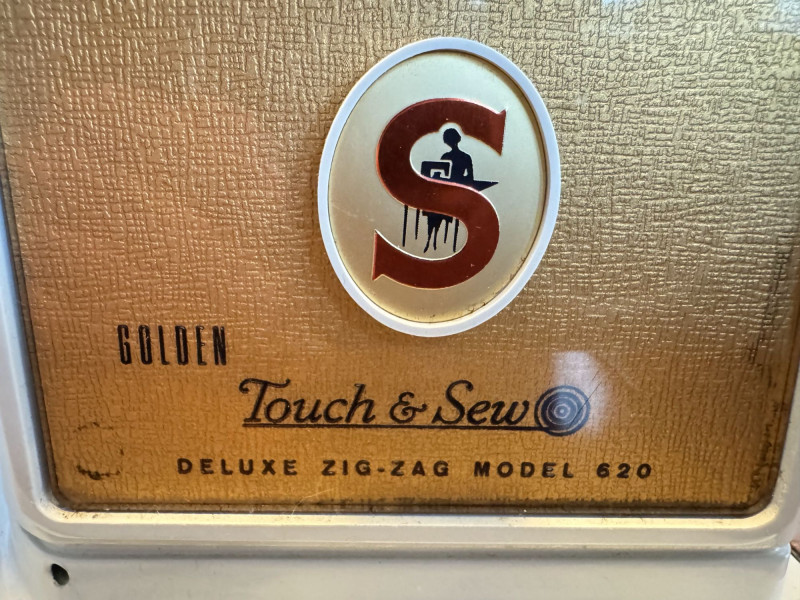 S
GOLDEN
Touch & Sew
DELUXE ZIG-ZAG MODEL 620